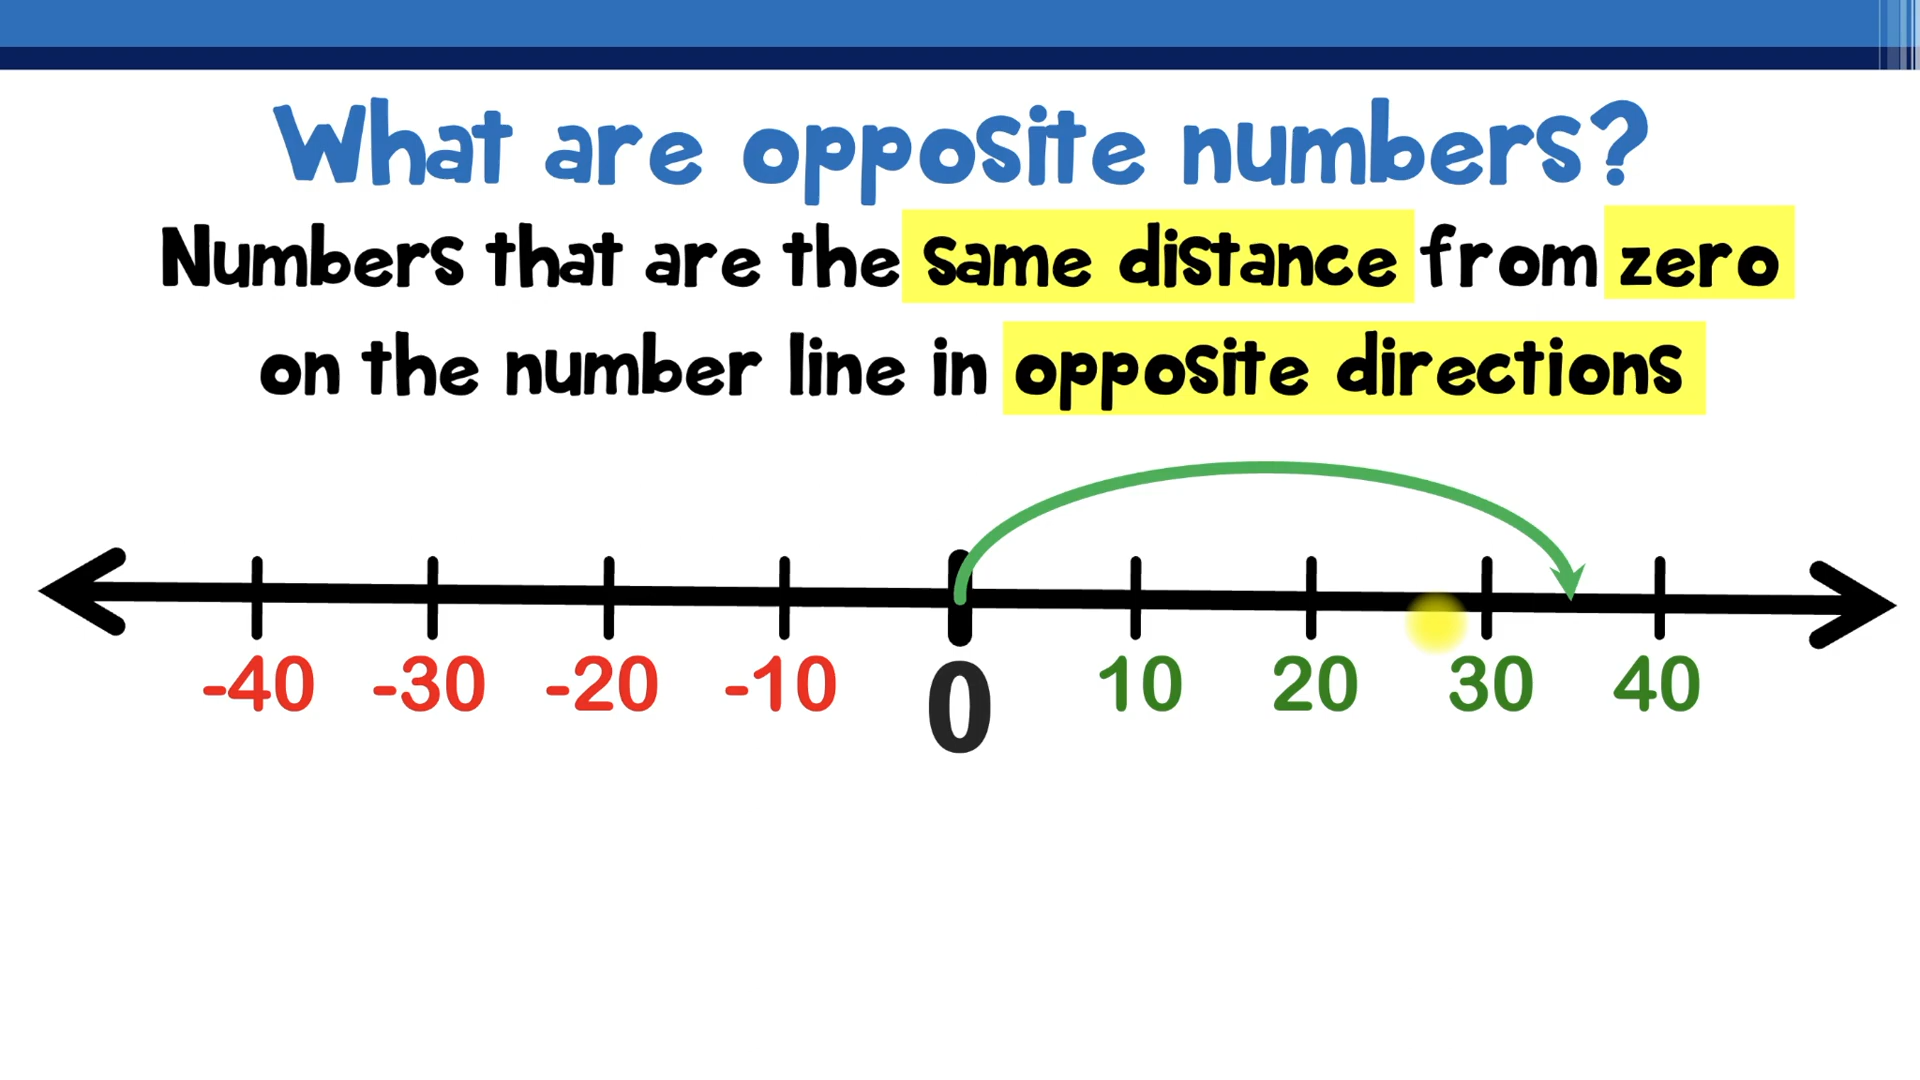 What are opposite numbers?
Numbers that are the same distance from zero
on the number line in opposite directions
-40 -30 -20 -10 0 10 20 30 40